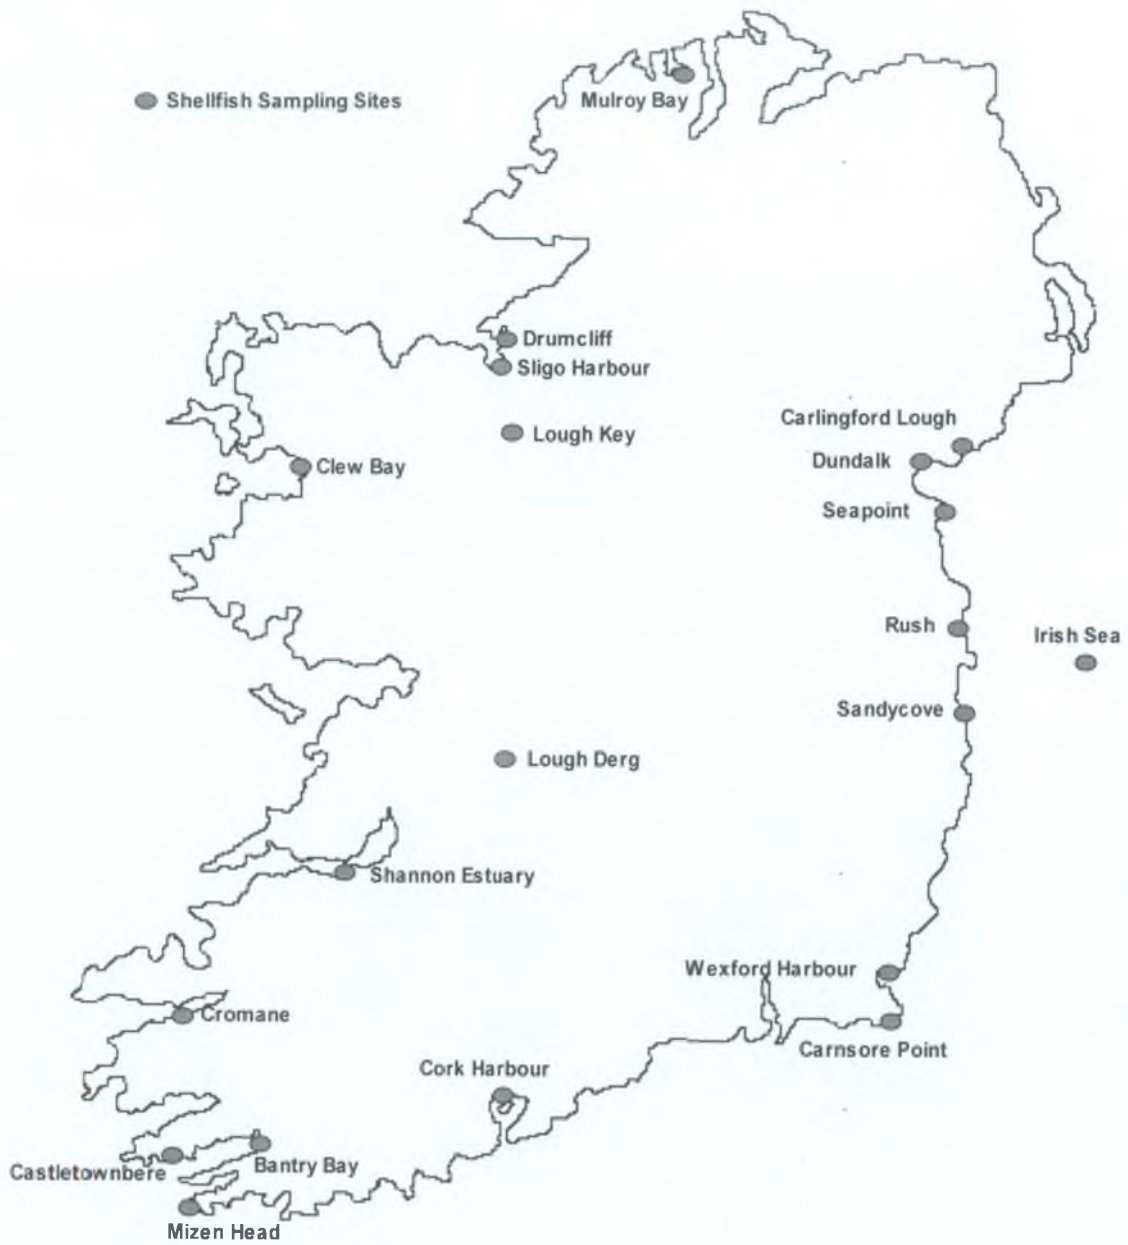 Shellfish Sampling Sites
Mulroy Bay
Drumcliff
Sligo Harbour
Lough Key
Carlingford Lough
Dundalk
Clew Bay
Seapoint
Rush
Irish Sea
Sandycove
Lough Derg
Shannon Estuary
Wexford Harbour
Cromane
Carnsore Point
Cork Harbour
Castletownbere
Bantry Bay
Mizen Head